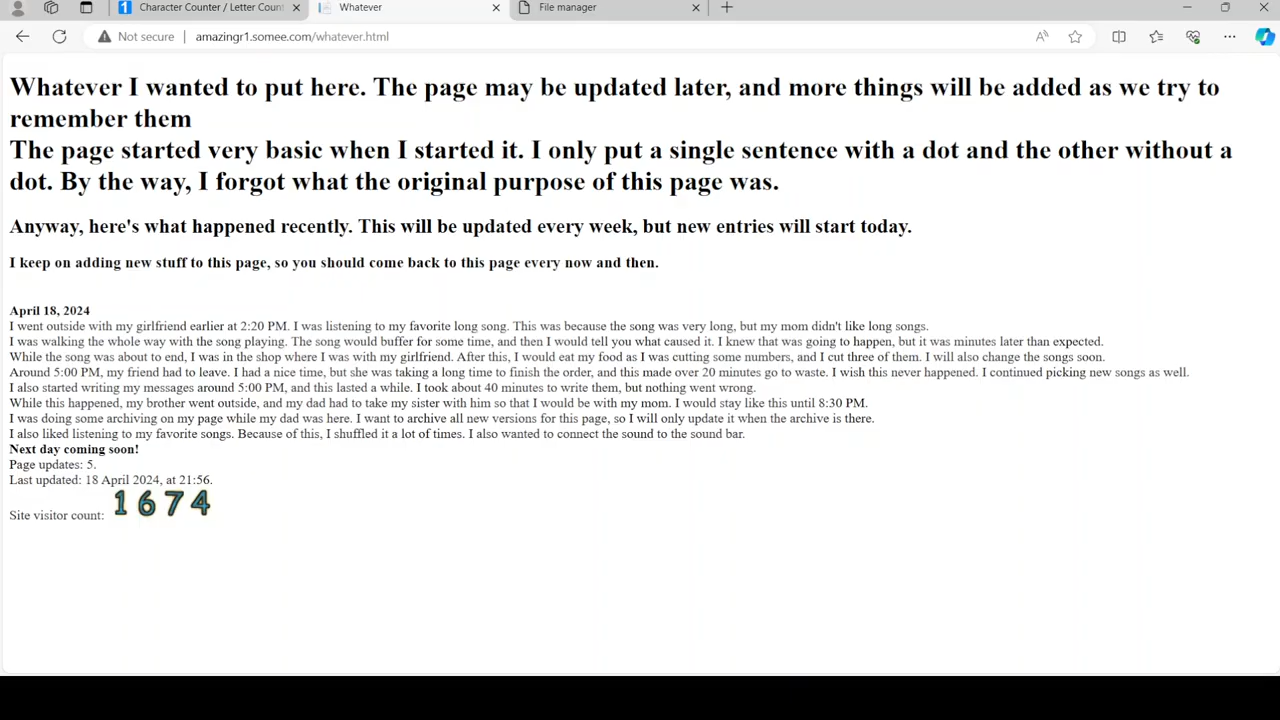 Character Counter / Letter Count
Whatever
File manager
Not secure
amazingr1.somee.com/whatever.html
Whatever I wanted to put here. The page may be updated later, and more things will be added as we try to
remember them
The page started very basic when I started it. I only put a single sentence with a dot and the other without a
dot. By the way, I forgot what the original purpose of this page was.
Anyway, here's what happened recently. This will be updated every week, but new entries will start today.
I keep on adding new stuff to this page, so you should come back to this page every now and then.
April 18, 2024
I went outside with my girlfriend earlier at 2:20 PM. I was listening to my favorite long song. This was because the song was very long, but my mom didn't like long songs.
I was walking the whole way with the song playing. The song would buffer for some time, and then I would tell you what caused it. I knew that was going to happen, but it was minutes later than expected.
While the song was about to end, I was in the shop where I was with my girlfriend. After this, I would eat my food as I was cutting some numbers, and I cut three of them. I will also change the songs soon.
Around 5:00 PM, my friend had to leave. I had a nice time, but she was taking a long time to finish the order, and this made over 20 minutes go to waste. I wish this never happened. I continued picking new songs as well.
I also started writing my messages around 5:00 PM, and this lasted a while. I took about 40 minutes to write them, but nothing went wrong.
While this happened, my brother went outside, and my dad had to take my sister with him so that I would be with my mom. I would stay like this until 8:30 PM.
I was doing some archiving on my page while my dad was here. I want to archive all new versions for this page, so I will only update it when the archive is there.
I also liked listening to my favorite songs. Because of this, I shuffled it a lot of times. I also wanted to connect the sound to the sound bar.
Next day coming soon!
Page updates: 5.
Last updated: 18 April 2024, at 21:56.
Site visitor count: 1674